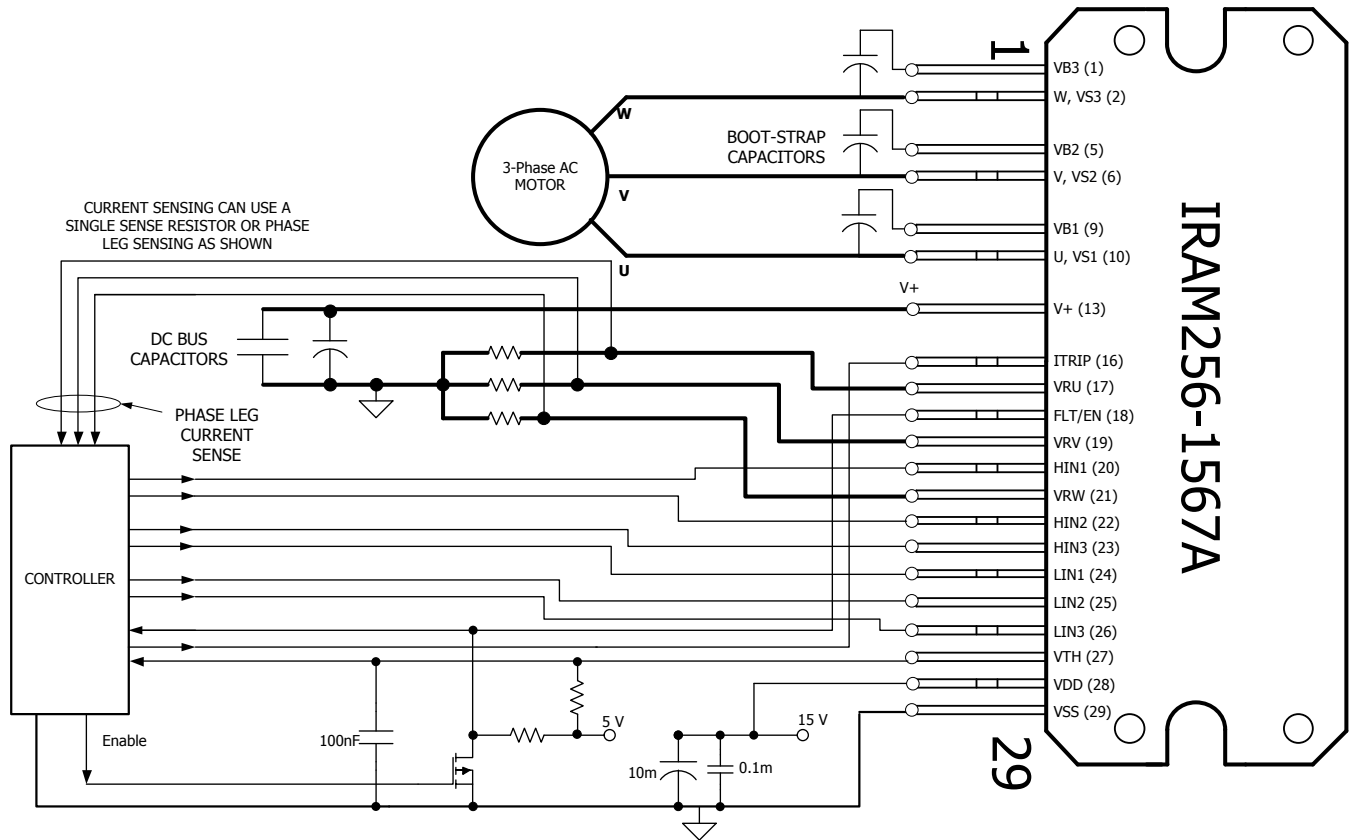 1
VB3 (1)
W, VS3 (2)
W
BOOT-STRAP
CAPACITORS
VB2 (5)
V, VS2 (6)
3-Phase AC
MOTOR
V
VB1 (9)
U, VS1 (10)
U
CURRENT SENSING CAN USE A
SINGLE SENSE RESISTOR OR PHASE
LEG SENSING AS SHOWN
V+
V+ (13)
DC BUS
CAPACITORS
ITRIP (16)
VRU (17)
FLT/EN (18)
VRV (19)
HIN1 (20)
VRW (21)
HIN2 (22)
HIN3 (23)
LIN1 (24)
LIN2 (25)
LIN3 (26)
VTH (27)
VDD (28)
VSS (29)
PHASE LEG
CURRENT
SENSE
CONTROLLER
Enable
100nF
5 V
15 V
10m
0.1m
29
IRAM256-1567A